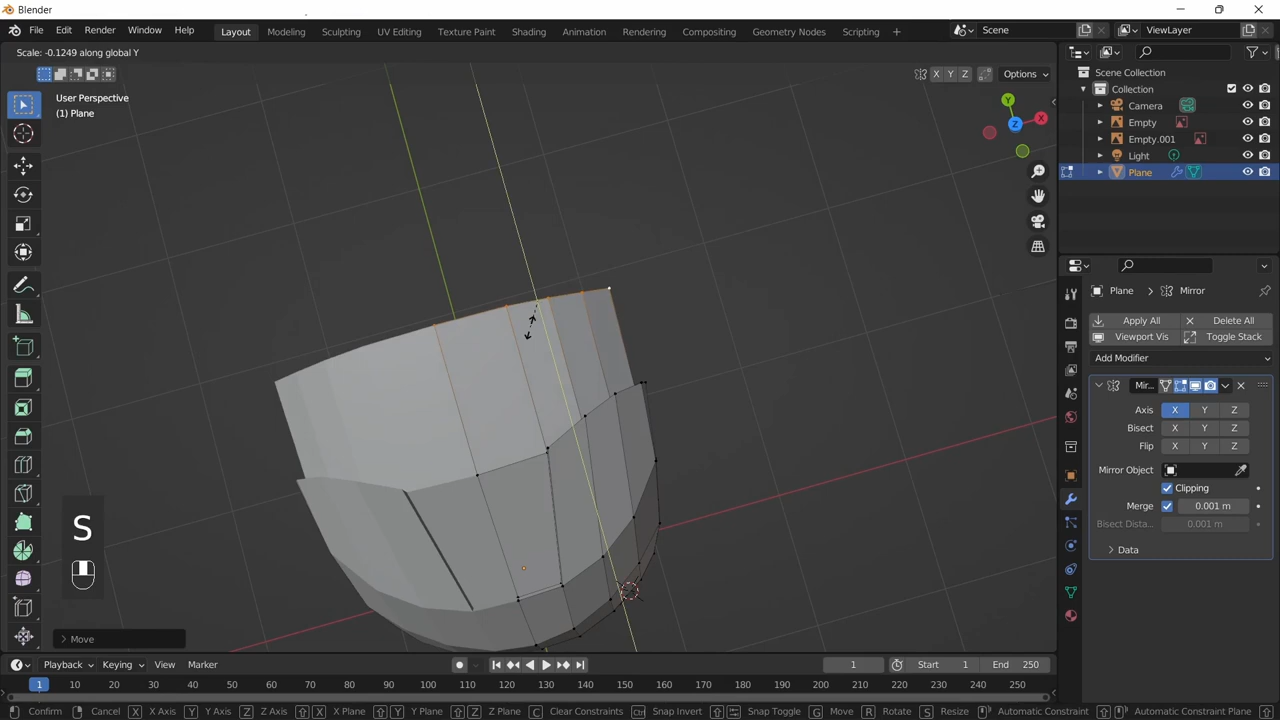 Blender
File Edit Render Window Help Layout Modeling Sculpting UV Editing Texture Paint Shading Animation Rendering Compositing Geometry Nodes Scripting + Scene ViewLayer
Scale: -0.1249 along global Y
X Y Z Options
User Perspective
(1) Plane
Y
X
Z
Scene Collection
Collection
Camera
Empty
Empty.001
Light
Plane
Plane > Mirror
Apply All Delete All
Viewport Vis Toggle Stack
Add Modifier
Mir...
Axis X Y Z
Bisect X Y Z
Flip X Y Z
Mirror Object
Clipping
Merge 0.001 m
Bisect Dista... 0.001 m
Data
S
> Move
Playback Keying View Marker 1 Start 1 End 250
1 10 20 30 40 50 60 70 80 90 100 110 120 130 140 150 160 170 180 190 200 210 220 230 240 250
Confirm Cancel X X Axis Y Y Axis Z Z Axis X X Plane Y Y Plane Z Z Plane C Clear Constraints Ctrl Snap Invert Snap Toggle G Move R Rotate S Resize Automatic Constraint Automatic Constraint Plane